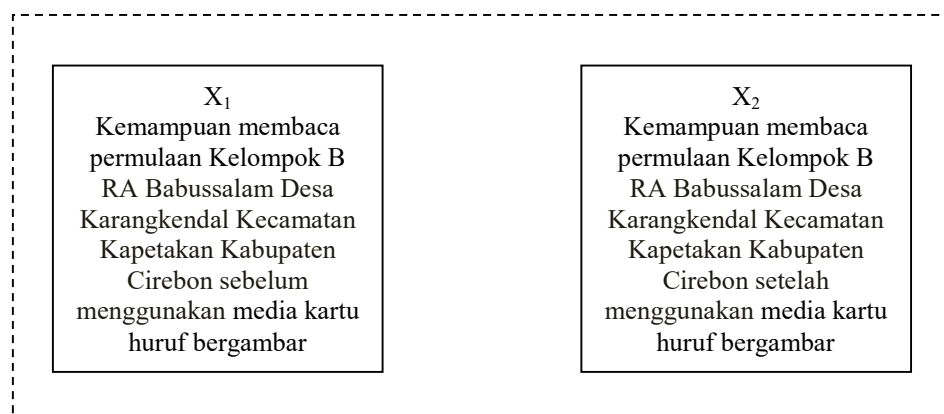 X₁
Kemampuan membaca
permulaan Kelompok B
RA Babussalam Desa
Karangkendal Kecamatan
Kapetakan Kabupaten
Cirebon sebelum
menggunakan media kartu
huruf bergambar
X₂
Kemampuan membaca
permulaan Kelompok B
RA Babussalam Desa
Karangkendal Kecamatan
Kapetakan Kabupaten
Cirebon setelah
menggunakan media kartu
huruf bergambar